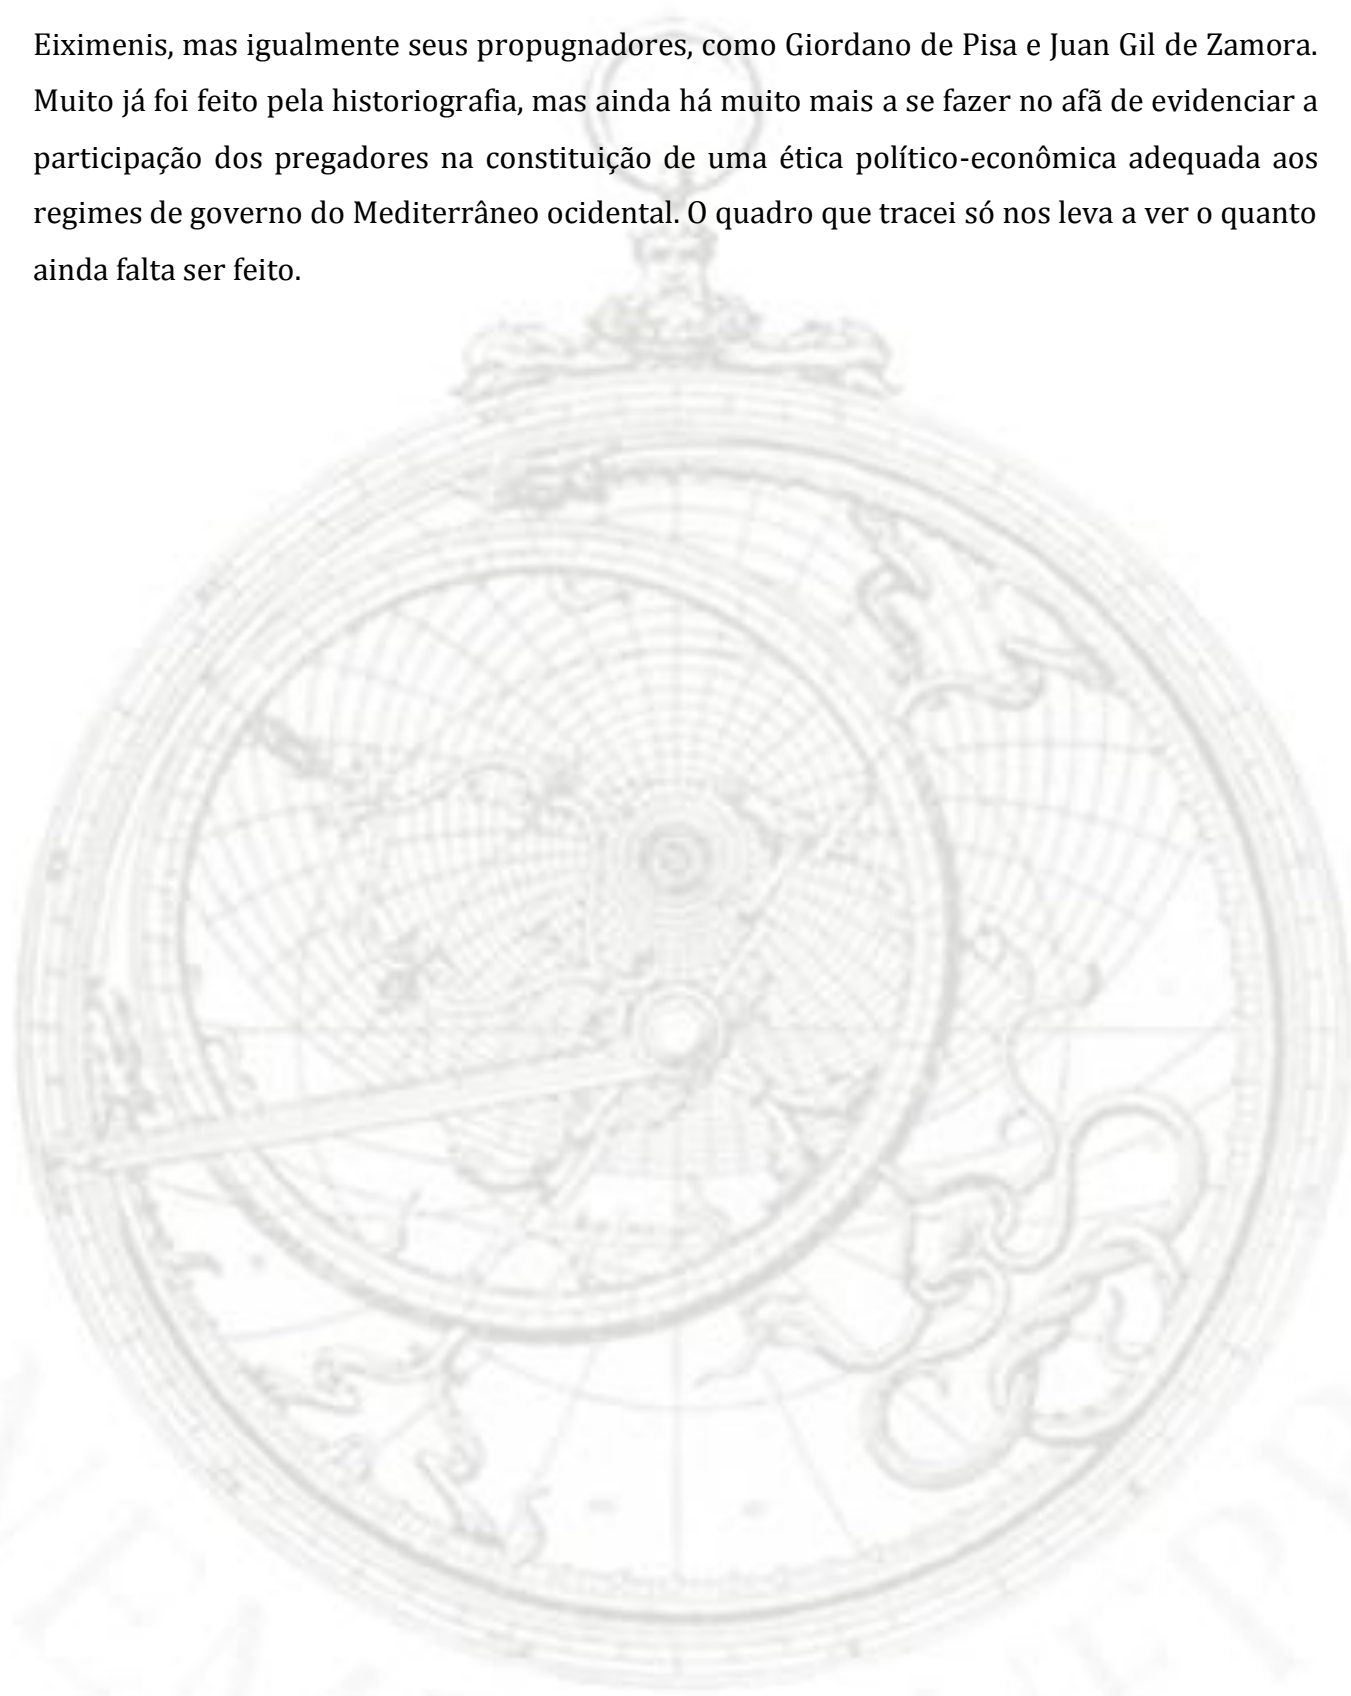 Eiximenis, mas igualmente seus propugnadores, como Giordano de Pisa e Juan Gil de Zamora.
Muito já foi feito pela historiografia, mas ainda há muito mais a se fazer no afã de evidenciar a
participação dos pregadores na constituição de uma ética político-econômica adequada aos
regimes de governo do Mediterrâneo ocidental. O quadro que tracei só nos leva a ver o quanto
ainda falta ser feito.